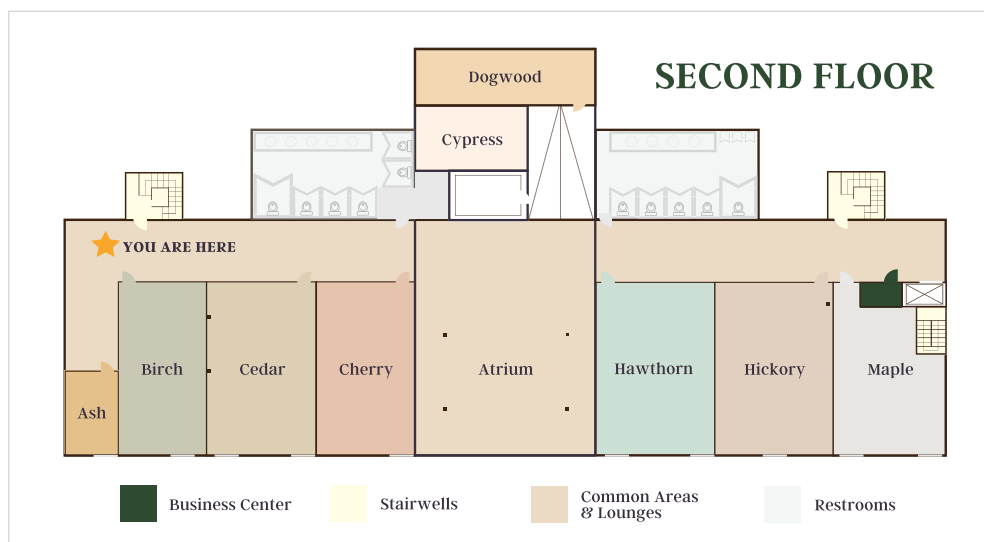 SECOND FLOOR
Dogwood
Cypress
YOU ARE HERE
Birch
Cedar
Cherry
Atrium
Hawthorn
Hickory
Maple
Ash
Business Center
Stairwells
Common Areas
& Lounges
Restrooms